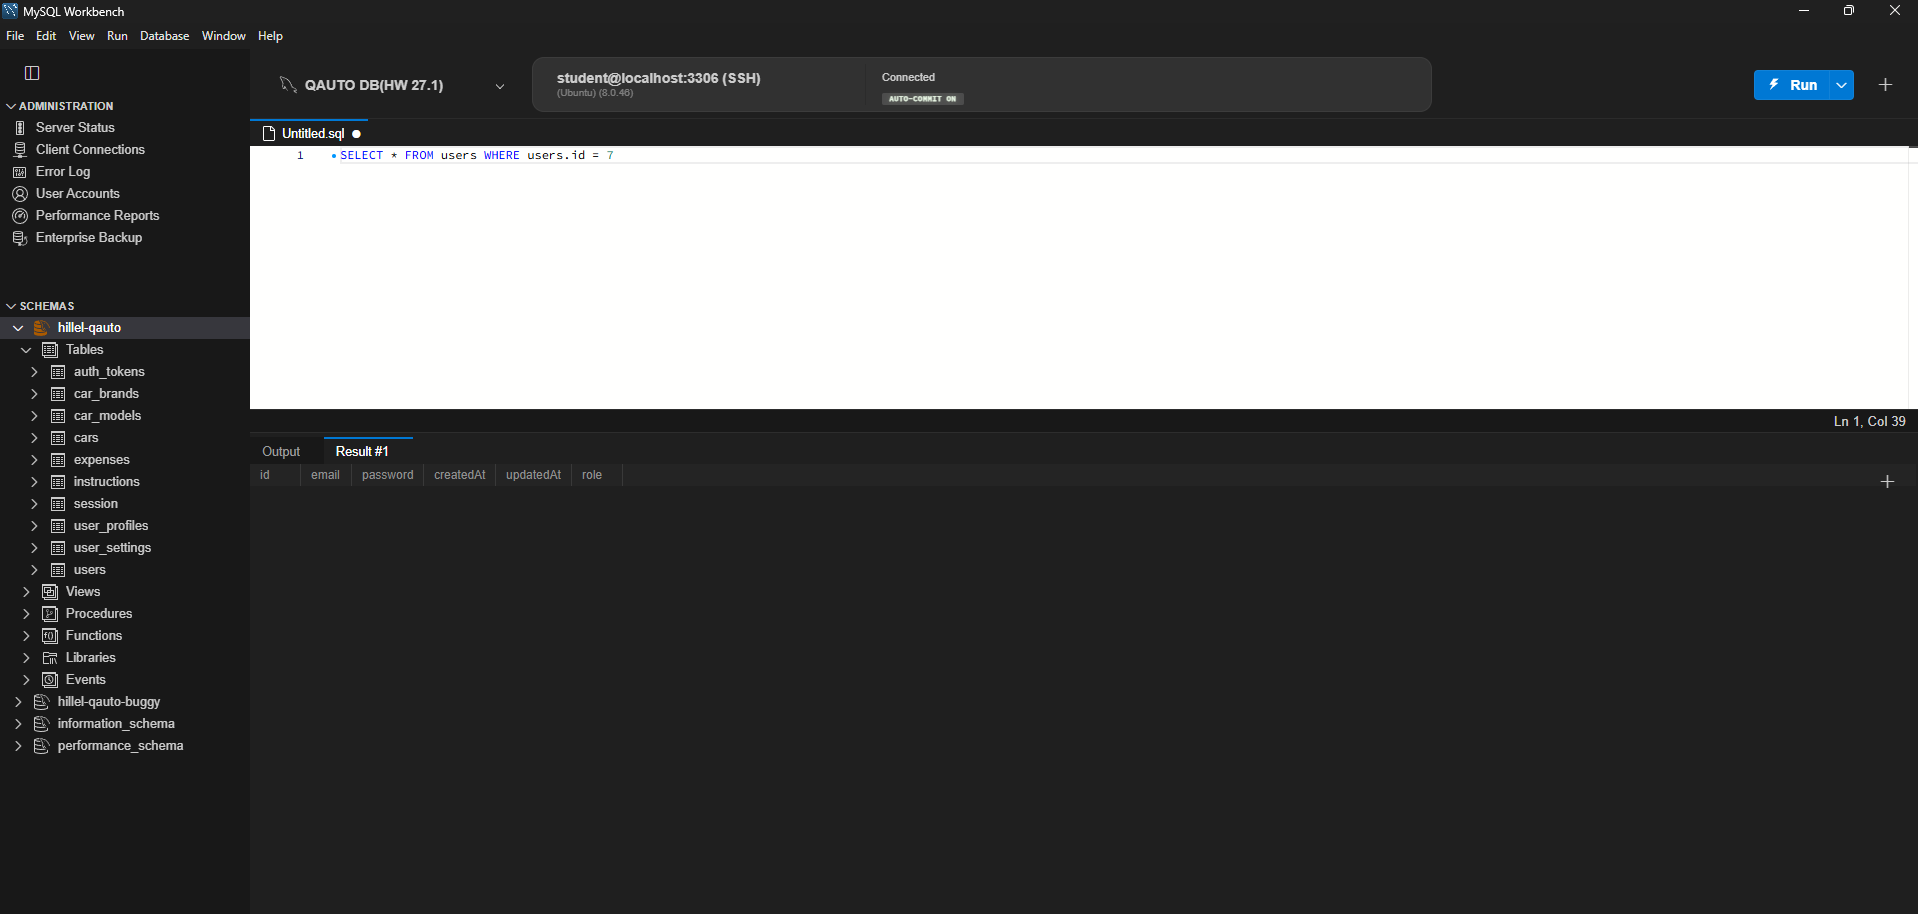 MySQL Workbench
File Edit View Run Database Window Help
QAUTO DB(HW 27.1)
student@localhost:3306 (SSH)
(Ubuntu) (8.0.46)
Connected
AUTO-COMMIT ON
Run
ADMINISTRATION
Server Status
Client Connections
Error Log
User Accounts
Performance Reports
Enterprise Backup
SCHEMAS
hillel-qauto
Tables
auth_tokens
car_brands
car_models
cars
expenses
instructions
session
user_profiles
user_settings
users
Views
Procedures
Functions
Libraries
Events
hillel-qauto-buggy
information_schema
performance_schema
Untitled.sql
1 SELECT * FROM users WHERE users.id = 7
Ln 1, Col 39
Output Result #1
id email password createdAt updatedAt role